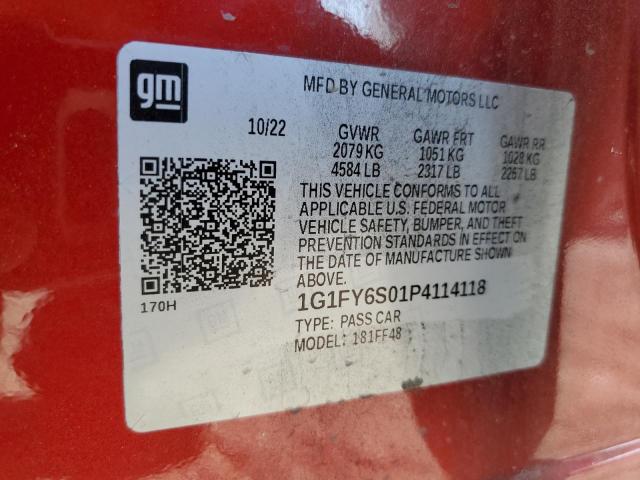 gm
MFD BY GENERAL MOTORS LLC
10/22 GVWR GAWR FRT GAWR RR
2079 KG 1051 KG 1028 KG
4584 LB 2317 LB 2267 LB
THIS VEHICLE CONFORMS TO ALL
APPLICABLE U.S. FEDERAL MOTOR
VEHICLE SAFETY, BUMPER, AND THEFT
PREVENTION STANDARDS IN EFFECT ON
THE DATE OF MANUFACTURE SHOWN
ABOVE.
170H
1G1FY6S01P4114118
TYPE: PASS CAR
MODEL: 181FF48